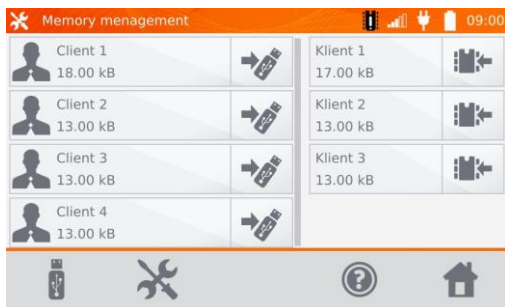 Memory menagement
09:00
Client 1
18.00 kB
Client 2
13.00 kB
Client 3
13.00 kB
Client 4
13.00 kB
Klient 1
17.00 kB
Klient 2
13.00 kB
Klient 3
13.00 kB